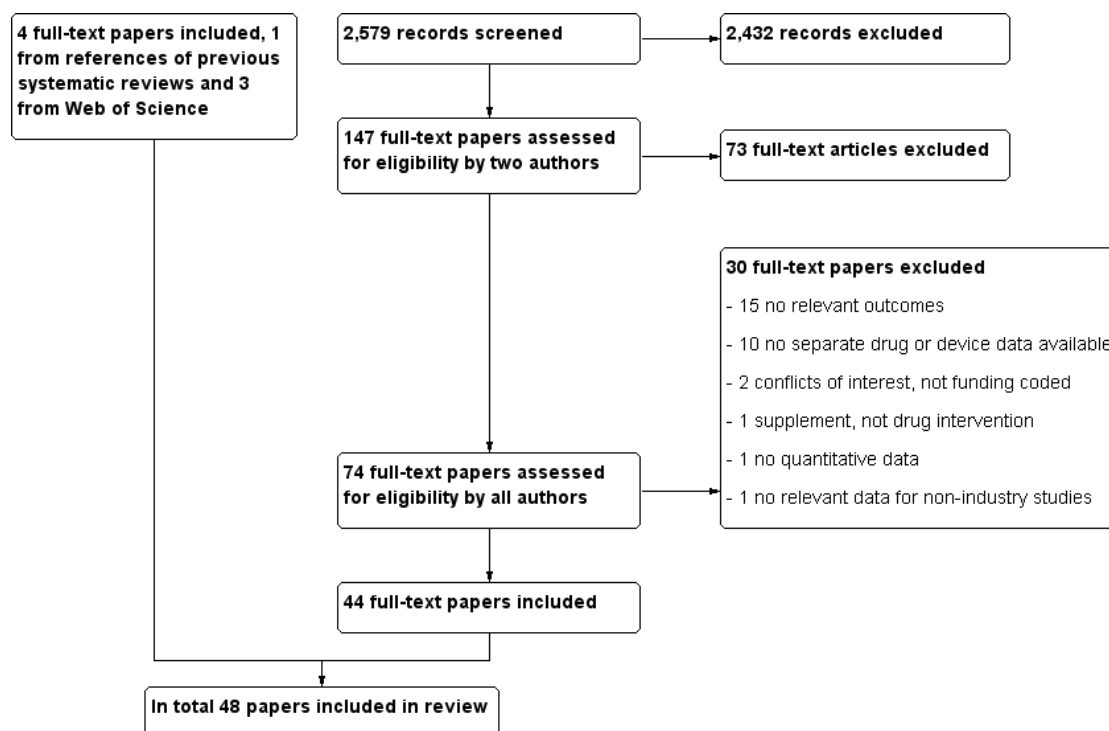 4 full-text papers included, 1
from references of previous
systematic reviews and 3
from Web of Science
2,579 records screened
2,432 records excluded
147 full-text papers assessed
for eligibility by two authors
73 full-text articles excluded
30 full-text papers excluded
- 15 no relevant outcomes
- 10 no separate drug or device data available
- 2 conflicts of interest, not funding coded
- 1 supplement, not drug intervention
- 1 no quantitative data
- 1 no relevant data for non-industry studies
74 full-text papers assessed
for eligibility by all authors
44 full-text papers included
In total 48 papers included in review